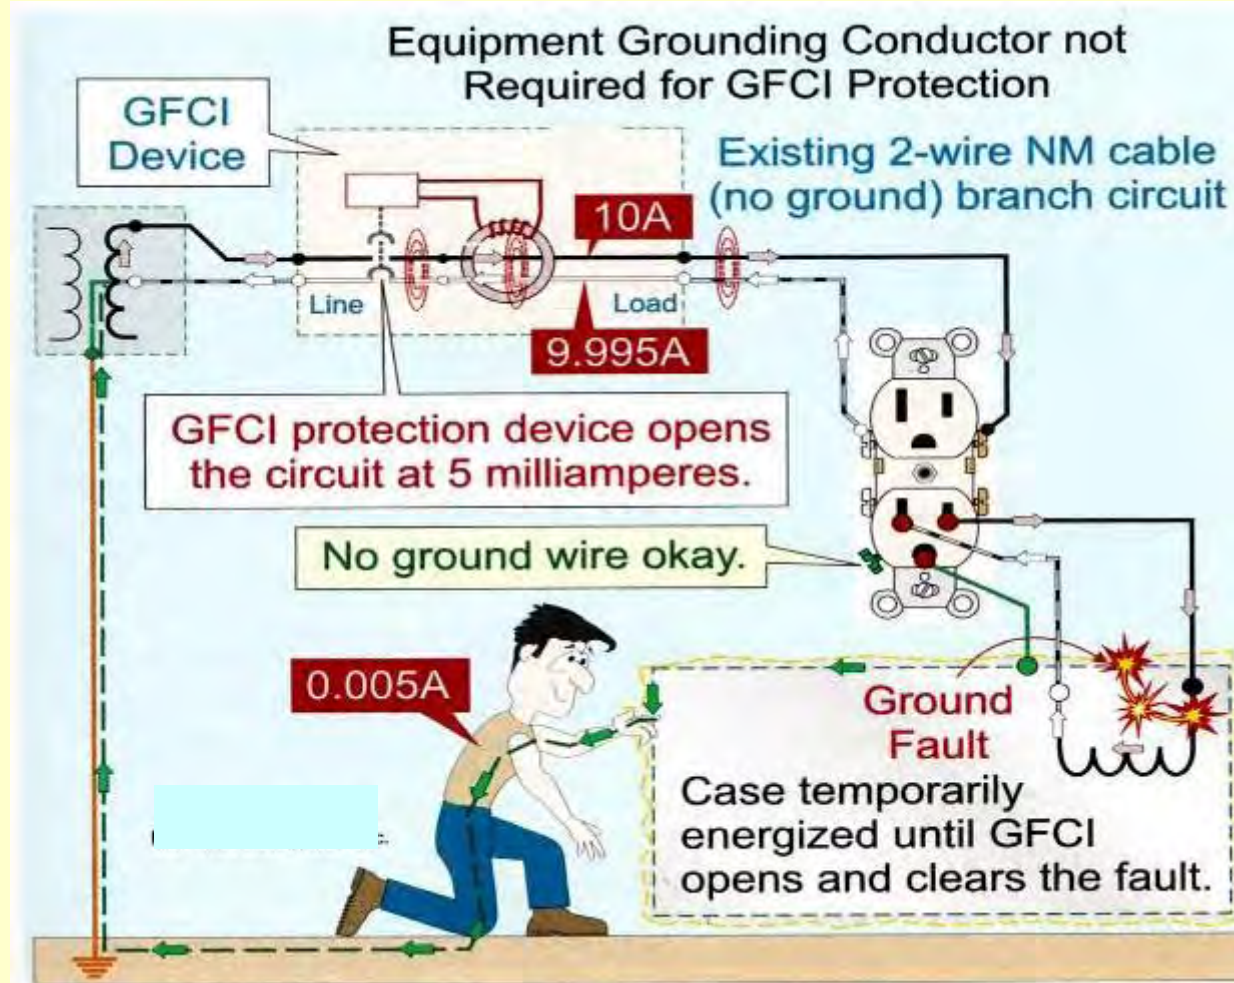 Equipment Grounding Conductor not
Required for GFCI Protection
GFCI
Device
Existing 2-wire NM cable
(no ground) branch circuit
10A
Line
Load
9.995A
GFCI protection device opens
the circuit at 5 milliamperes.
No ground wire okay.
0.005A
Ground
Fault
Case temporarily
energized until GFCI
opens and clears the fault.